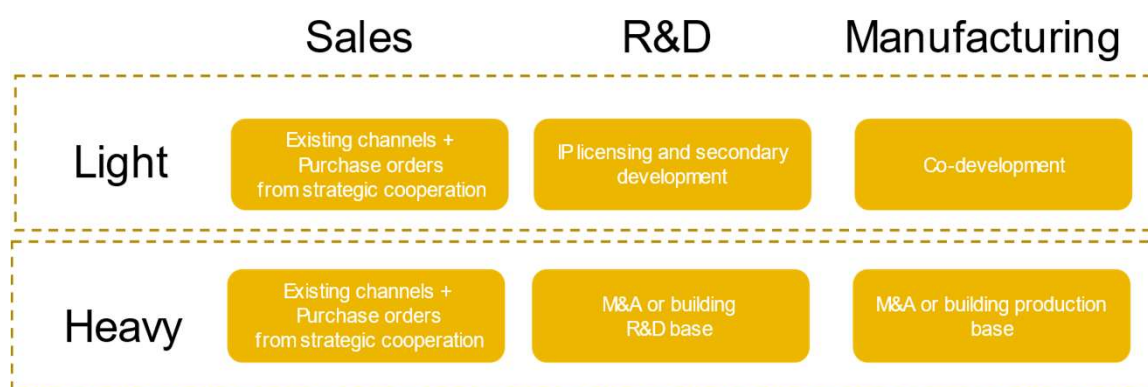 Sales
R&D
Manufacturing
Light
Existing channels +
Purchase orders
from strategic cooperation
IP licensing and secondary
development
Co-development
Heavy
Existing channels +
Purchase orders
from strategic cooperation
M&A or building
R&D base
M&A or building production
base